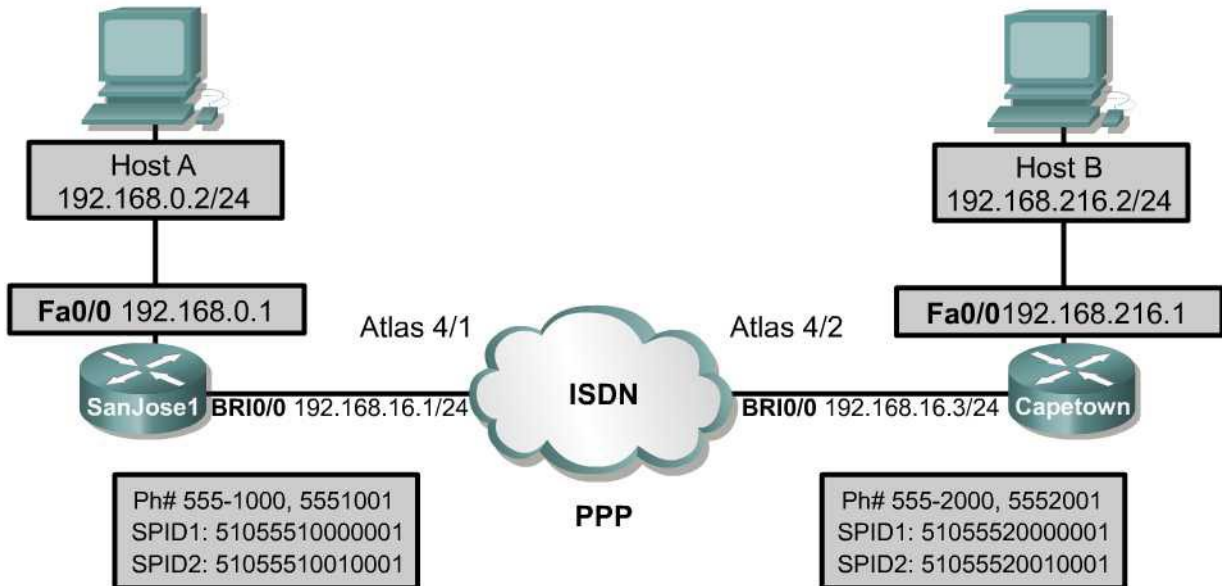 Host A
192.168.0.2/24
Host B
192.168.216.2/24
Fa0/0 192.168.0.1
Atlas 4/1
Atlas 4/2
Fa0/0192.168.216.1
SanJose1
BRI0/0 192.168.16.1/24
ISDN
BRI0/0 192.168.16.3/24
Capetown
Ph# 555-1000, 5551001
SPID1: 51055510000001
SPID2: 51055510010001
PPP
Ph# 555-2000, 5552001
SPID1: 51055520000001
SPID2: 51055520010001